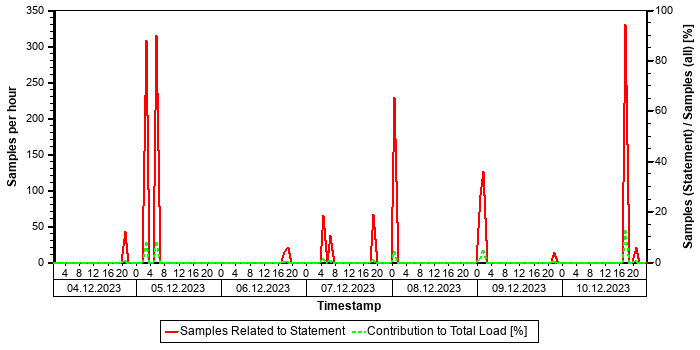 350
300
250
200
150
100
50
0
Samples per hour
100
80
60
40
20
0
Samples (Statement) / Samples (all) [%]
4 8 12 16 20 0 4 8 12 16 20 0 4 8 12 16 20 0 4 8 12 16 20 0 4 8 12 16 20 0 4 8 12 16 20 0 4 8 12 16 20
04.12.2023 05.12.2023 06.12.2023 07.12.2023 08.12.2023 09.12.2023 10.12.2023
Timestamp
Samples Related to Statement Contribution to Total Load [%]